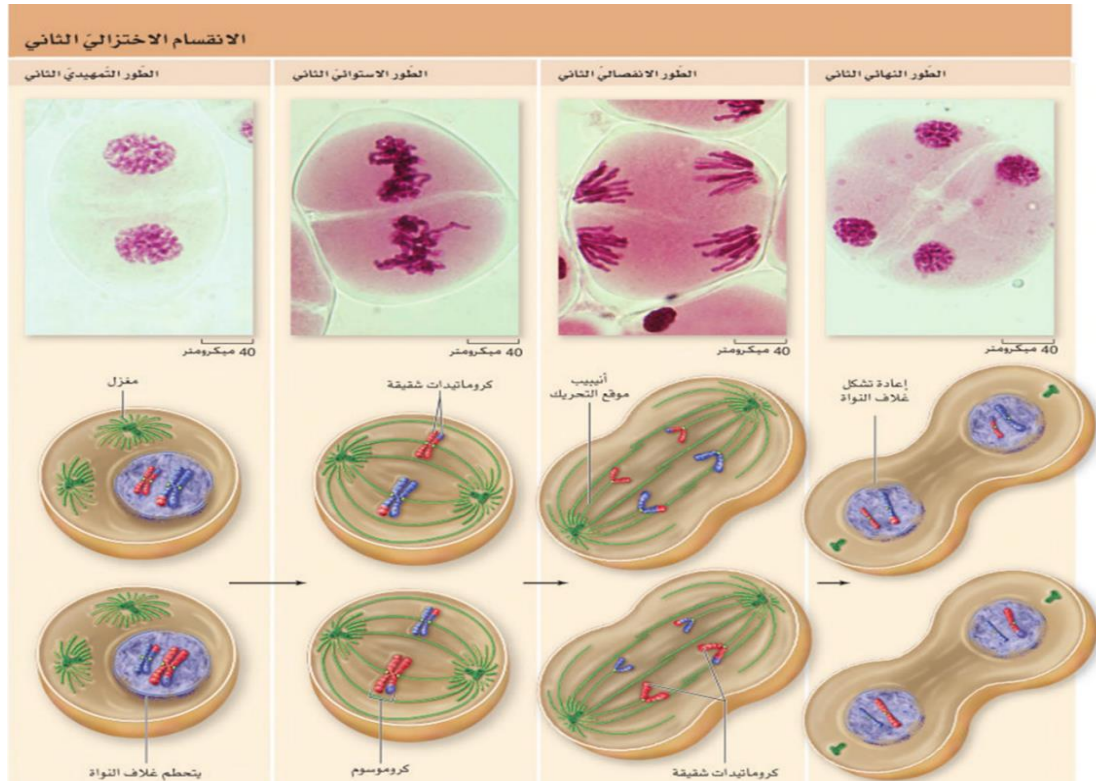 الانقسام الاختزاليّ الثاني
الطّور التّمهيديّ الثاني
الطّور الاستوائيّ الثاني
الطّور الانفصاليّ الثاني
الطّور النهائي الثاني
40 ميكرومتر
40 ميكرومتر
40 ميكرومتر
40 ميكرومتر
مغزل
كروماتيدات شقيقة
أنيبيب
موقع التحريك
إعادة تشكل
غلاف النواة
يتحطم غلاف النواة
كروموسوم
كروماتيدات شقيقة